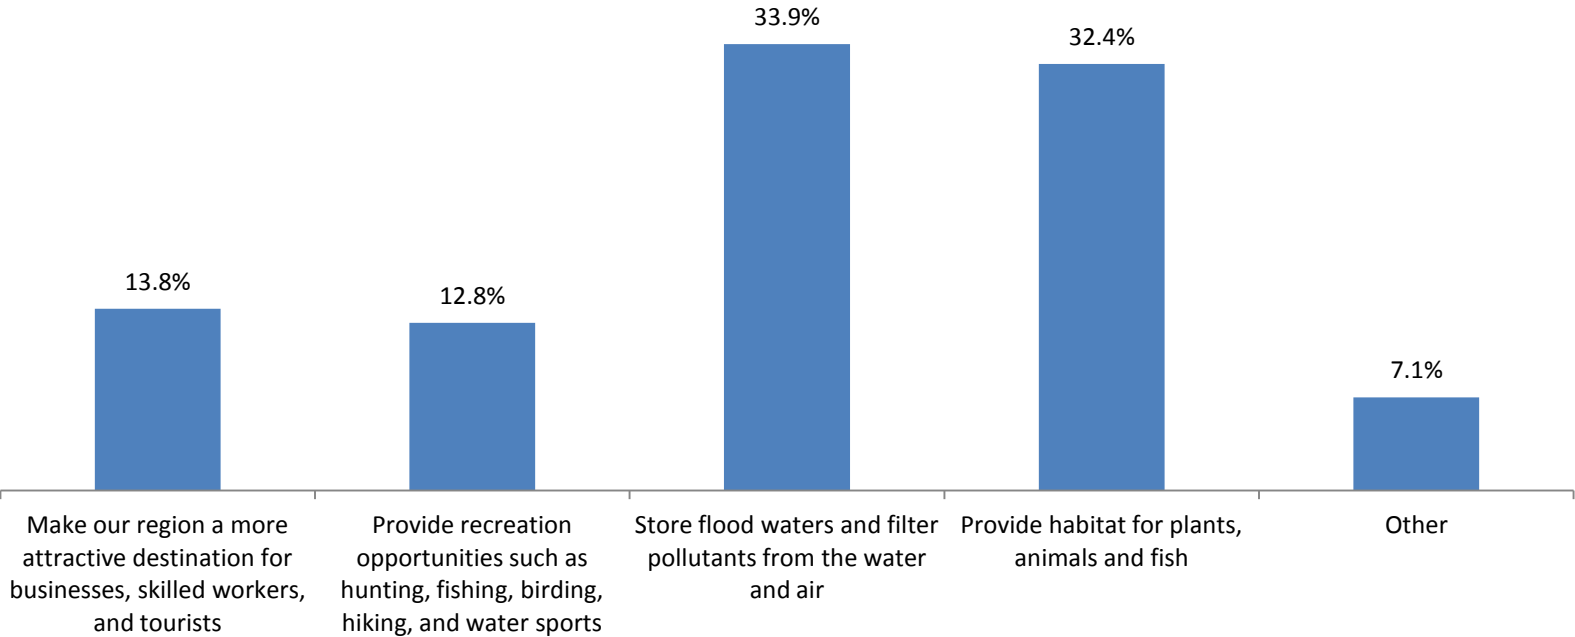 33.9%
32.4%
13.8%
12.8%
7.1%
Make our region a more
attractive destination for
businesses, skilled workers,
and tourists
Provide recreation
opportunities such as
hunting, fishing, birding,
hiking, and water sports
Store flood waters and filter
pollutants from the water
and air
Provide habitat for plants,
animals and fish
Other